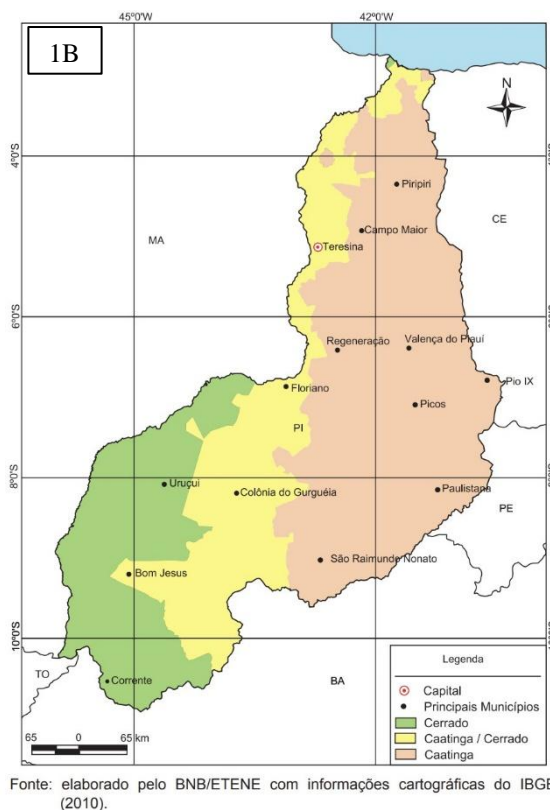 1B
45°0'W
42°0'W
N
4°0'S
Piripiri
CE
MA
Campo Maior
Teresina
6°0'S
Regeneração
Valença do Piauí
Pio IX
Floriano
PI
Picos
8°0'S
Uruçui
Colônia do Gurguéia
Paulistana
PE
São Raimundo Nonato
Bom Jesus
10°0'S
TO
Corrente
BA
65 0 65 km
Legenda
Capital
Principais Municípios
Cerrado
Caatinga / Cerrado
Caatinga
Fonte: elaborado pelo BNB/ETENE com informações cartográficas do IBGE
(2010).